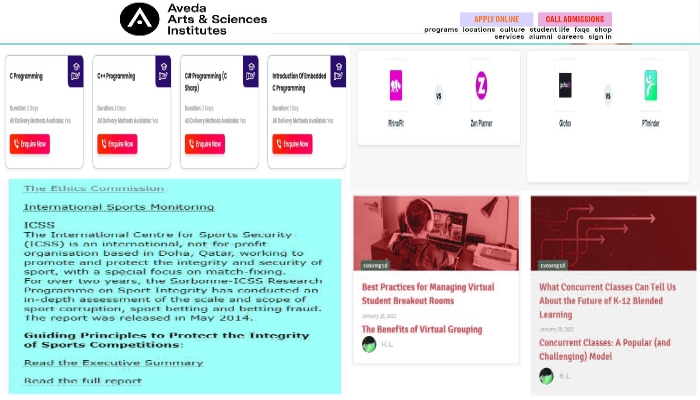 Aveda
Arts & Sciences
Institutes
APPLY ONLINE
CALL ADMISSIONS
programs locations culture student life faqs shop
services alumni careers sign in
C Programming
Duration: 2 Days
All Delivery Methods Available: Yes
Enquire Now
C++ Programming
Duration: 2 Days
All Delivery Methods Available: Yes
Enquire Now
C# Programming (C
Sharp)
Duration: 2 Days
All Delivery Methods Available: Yes
Enquire Now
Introduction Of Embedded
C Programming
Duration: 1 Day
All Delivery Methods Available: Yes
Enquire Now
VS
RhinoFit
Zen Planner
glofox
VS
Glofox
PTminder
The Ethics Commission
International Sports Monitoring
ICSS
The International Centre for Sports Security
(ICSS) is an international, not-for-profit
organisation based in Doha, Qatar, working to
promote and protect the integrity and security of
sport, with a special focus on match-fixing.
For over two years, the Sorbonne-ICSS Research
Programme on Sport Integrity has conducted an
in-depth assessment of the scale and scope of
sport corruption, sport betting and betting fraud.
The report was released in May 2014.
Guiding Principles to Protect the Integrity
of Sports Competitions:
Read the Executive Summary
Read the full report
Best Practices for Managing Virtual
Student Breakout Rooms
The Benefits of Virtual Grouping
H. L.
What Concurrent Classes Can Tell Us
About the Future of K-12 Blended
Learning
Concurrent Classes: A Popular (and
Challenging) Model
H. L.